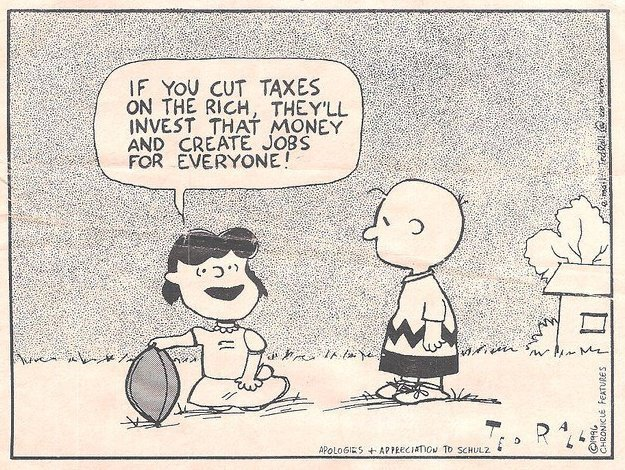 IF YOU CUT TAXES
ON THE RICH, THEY'LL
INVEST THAT MONEY
AND CREATE JOBS
FOR EVERYONE!
APOLOGIES + APPRECIATION TO SCHULZ
TED RALL
©1996
CHRONICLE FEATURES